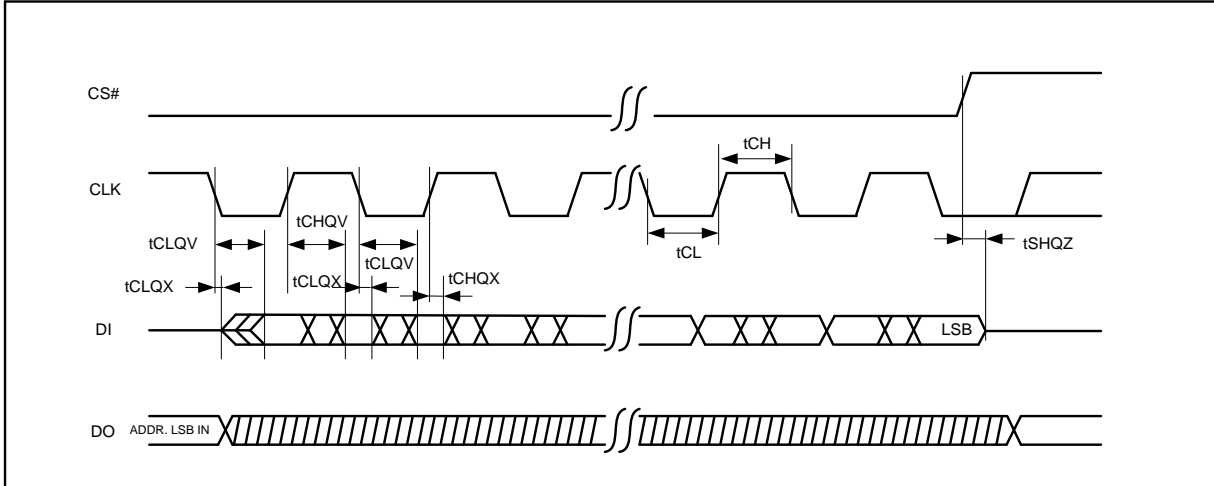 CS#
tCH
CLK
tCHQV
tCLQV
tCLQV
tCL
tSHQZ
tCLQX
tCLQX
tCHQX
DI
LSB
DO
ADDR. LSB IN